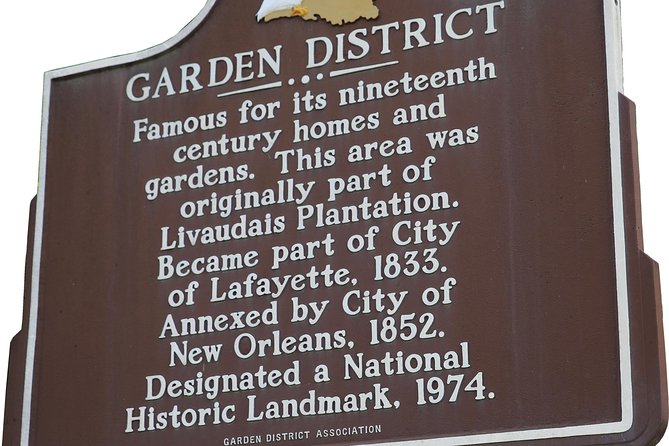 GARDEN DISTRICT
Famous for its nineteenth
century homes and
gardens. This area was
originally part of
Livaudais Plantation.
Became part of City
of Lafayette, 1833.
Annexed by City of
New Orleans, 1852.
Designated a National
Historic Landmark, 1974.
GARDEN DISTRICT ASSOCIATION